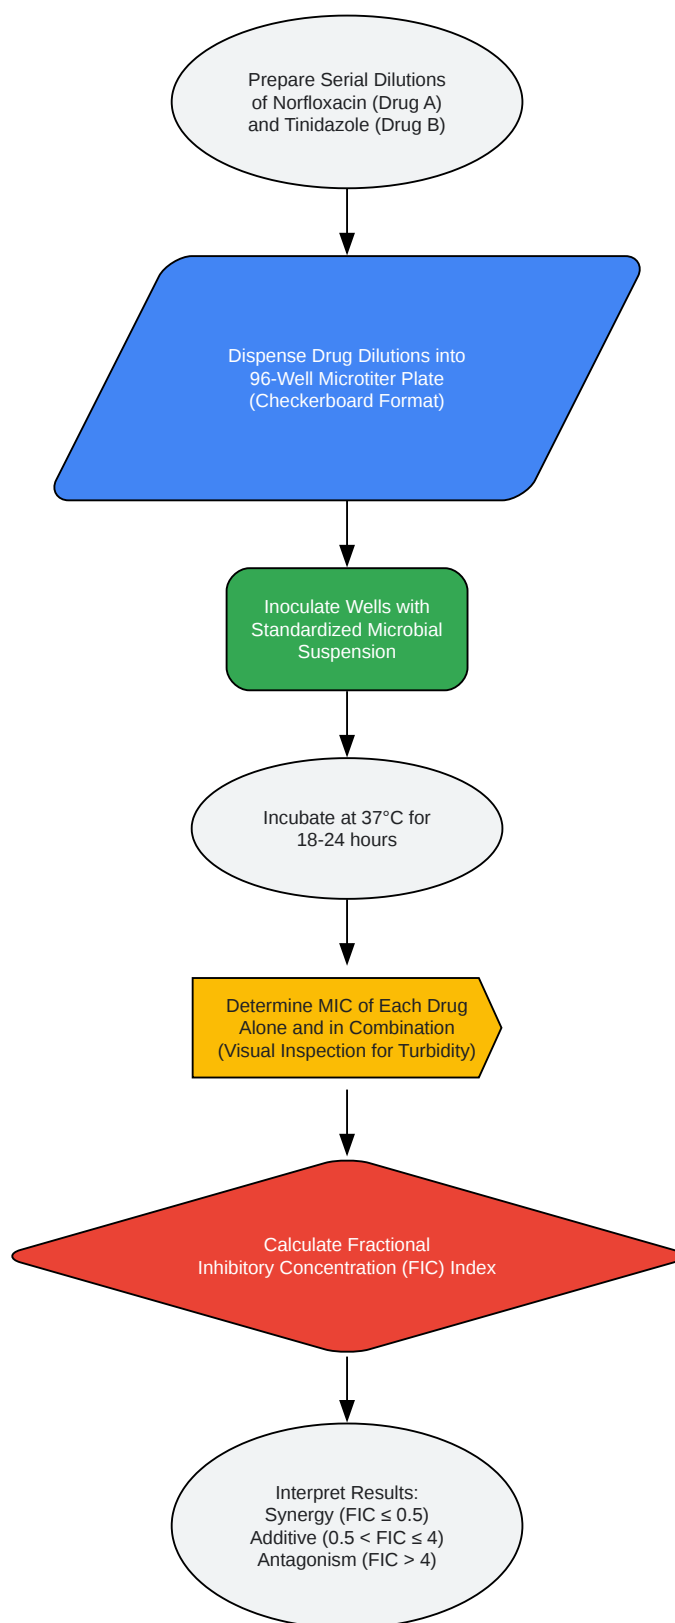 Prepare Serial Dilutions
of Norfloxacin (Drug A)
and Tinidazole (Drug B)
Dispense Drug Dilutions into
96-Well Microtiter Plate
(Checkerboard Format)
Inoculate Wells with
Standardized Microbial
Suspension
Incubate at 37°C for
18-24 hours
Determine MIC of Each Drug
Alone and in Combination
(Visual Inspection for Turbidity)
Calculate Fractional
Inhibitory Concentration (FIC) Index
Interpret Results:
Synergy (FIC ≤ 0.5)
Additive (0.5 < FIC ≤ 4)
Antagonism (FIC > 4)